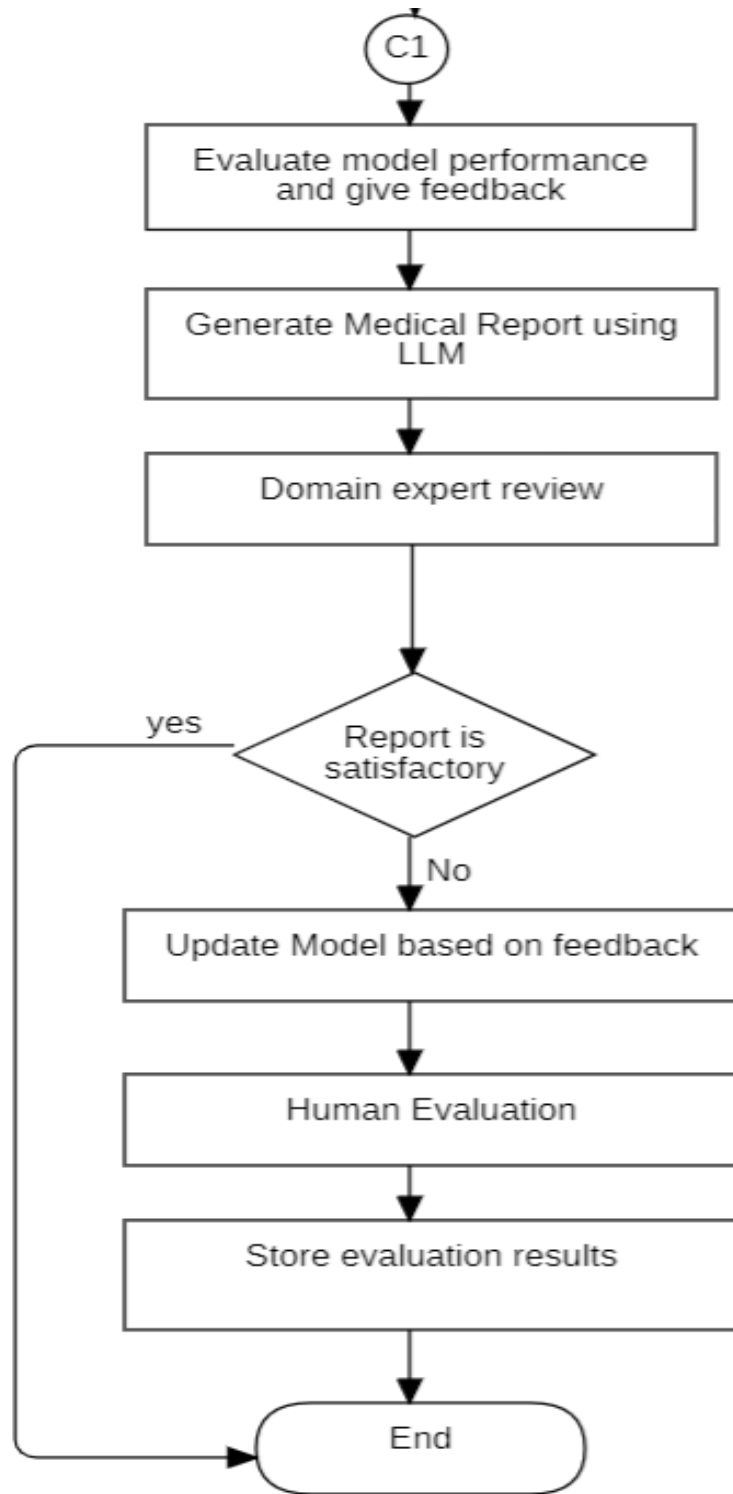 C1
Evaluate model performance
and give feedback
Generate Medical Report using
LLM
Domain expert review
yes
Report is
satisfactory
No
Update Model based on feedback
Human Evaluation
Store evaluation results
End